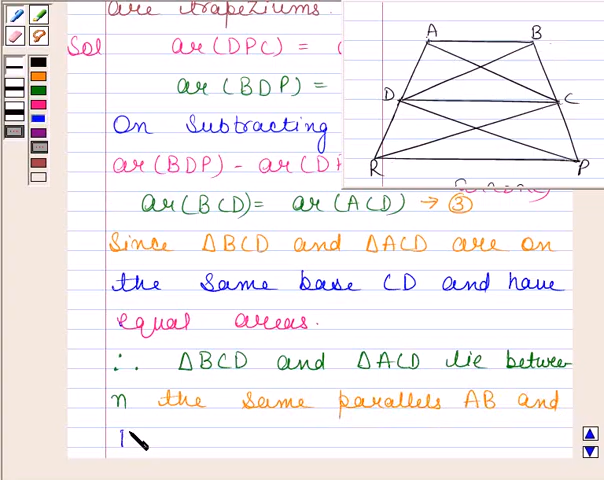 are trapeziums.
Sol ar (DPC) =
ar (BDP) =
On Subtracting
ar (BDP) - ar (D
ar (BCD) = ar (ACD) → ③
Since ΔBCD and ΔACD are on
the same base CD and have
equal areas.
∴ ΔBCD and ΔACD lie between
n the same parallels AB and
A
B
D
C
R
P